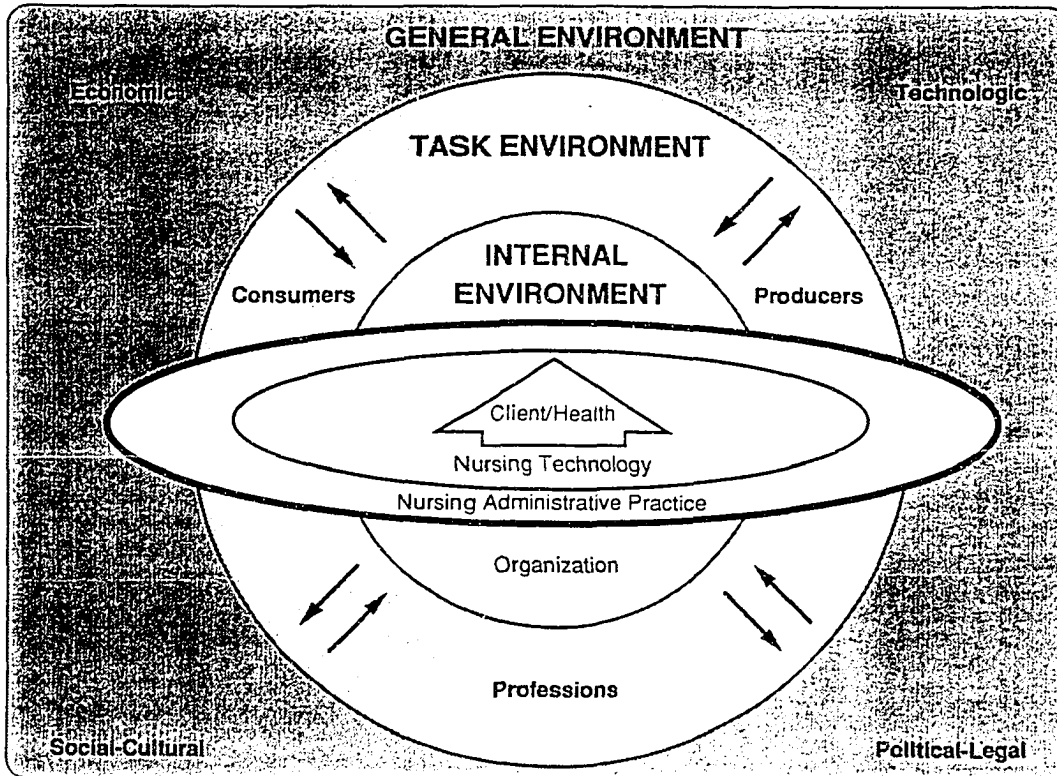 GENERAL ENVIRONMENT
Economic
Technologic
TASK ENVIRONMENT
INTERNAL
ENVIRONMENT
Consumers
Producers
Client/Health
Nursing Technology
Nursing Administrative Practice
Organization
Professions
Social-Cultural
Political-Legal